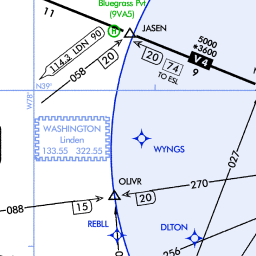 Bluegrass Pvt
(9VA5)
11
R
JASEN
114.3 LDN 90
058
20
20
74
TO ESL
5000
*3600
V4
9
W78°
N39°
WASHINGTON
Linden
133.55 322.55
WYNGS
027
OLIVR
270
088
15
20
REBLL
DLTON
256